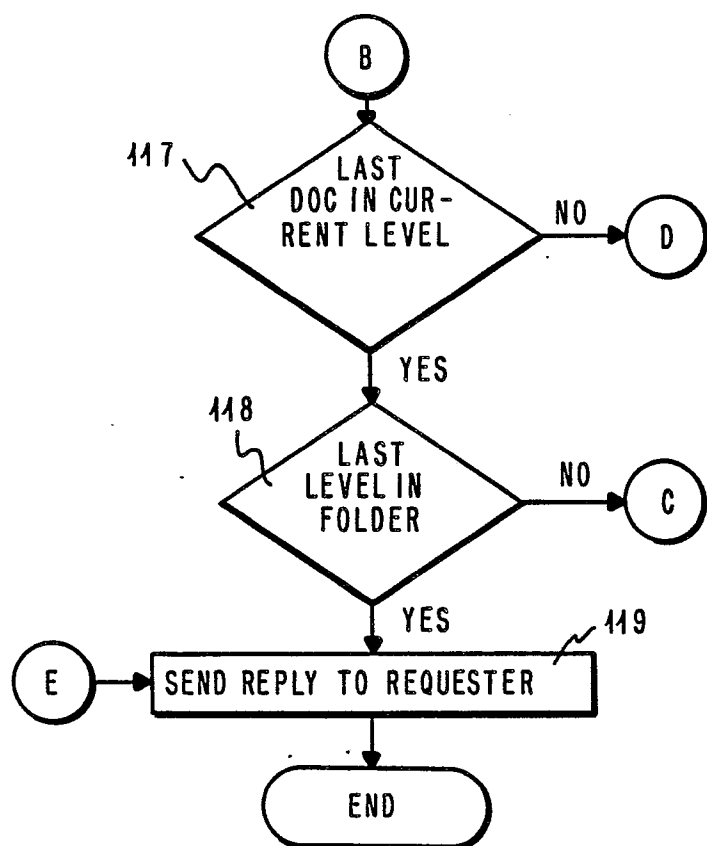 B
117
LAST
DOC IN CUR-
RENT LEVEL
NO
D
YES
118
LAST
LEVEL IN
FOLDER
NO
C
YES
119
E
SEND REPLY TO REQUESTER
END